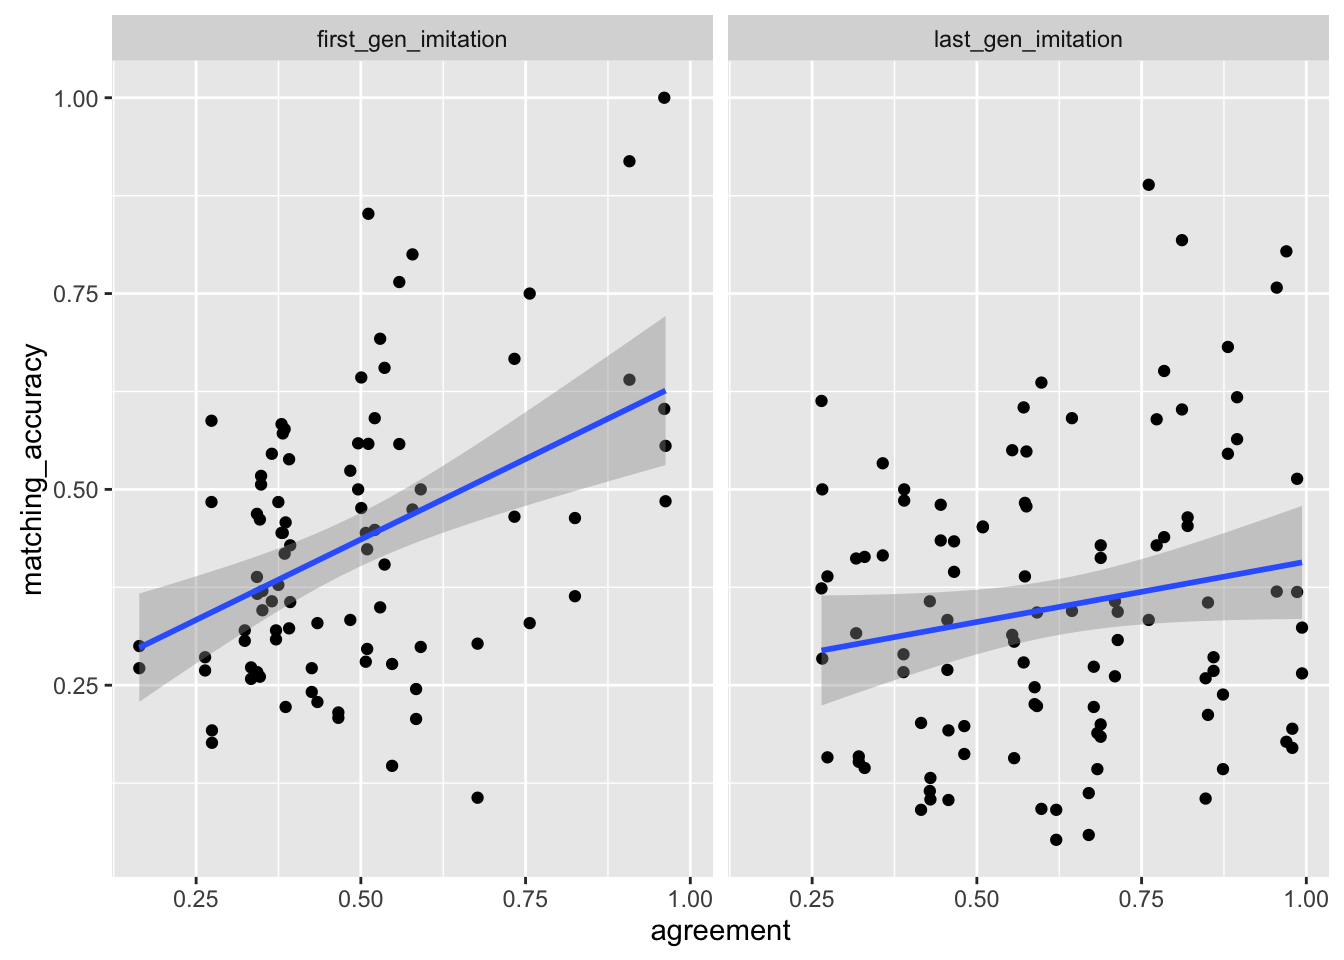 first_gen_imitation last_gen_imitation
matching_accuracy
1.00
0.75
0.50
0.25
0.25 0.50 0.75 1.00 0.25 0.50 0.75 1.00
agreement